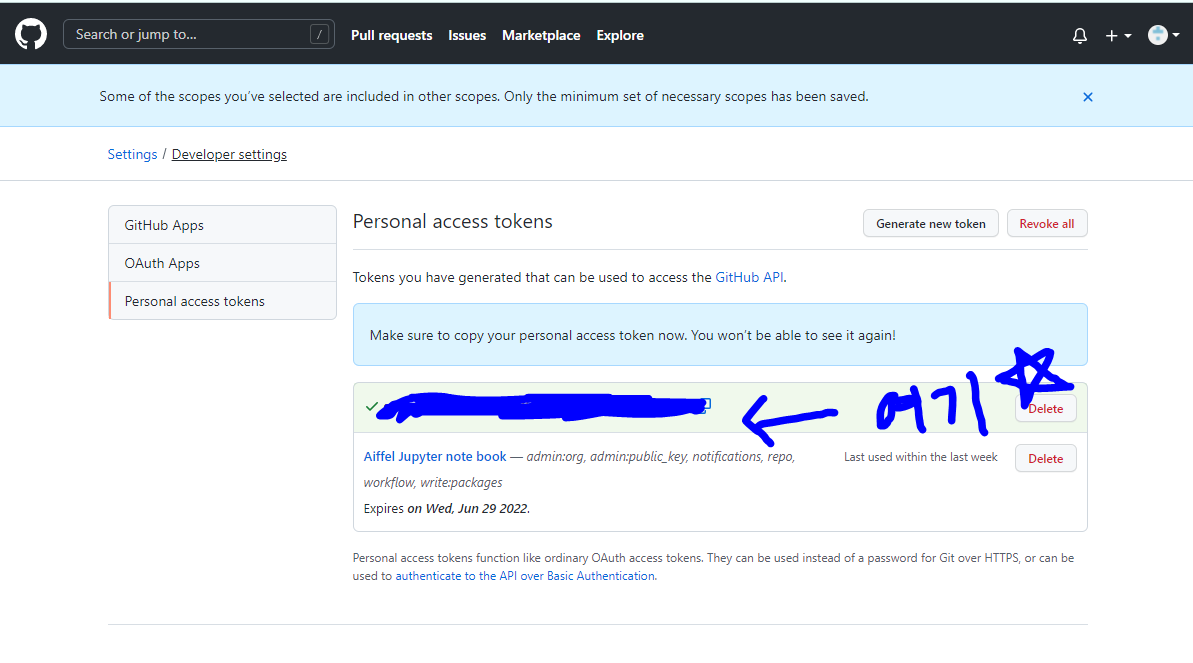 Search or jump to... /
Pull requests Issues Marketplace Explore
Some of the scopes you've selected are included in other scopes. Only the minimum set of necessary scopes has been saved.
Settings / Developer settings
GitHub Apps
OAuth Apps
Personal access tokens
Personal access tokens
Generate new token Revoke all
Tokens you have generated that can be used to access the GitHub API.
Make sure to copy your personal access token now. You won't be able to see it again!
여기
Delete
Aiffel Jupyter note book — admin:org, admin:public_key, notifications, repo,
workflow, write:packages
Last used within the last week
Delete
Expires on Wed, Jun 29 2022.
Personal access tokens function like ordinary OAuth access tokens. They can be used instead of a password for Git over HTTPS, or can be
used to authenticate to the API over Basic Authentication.